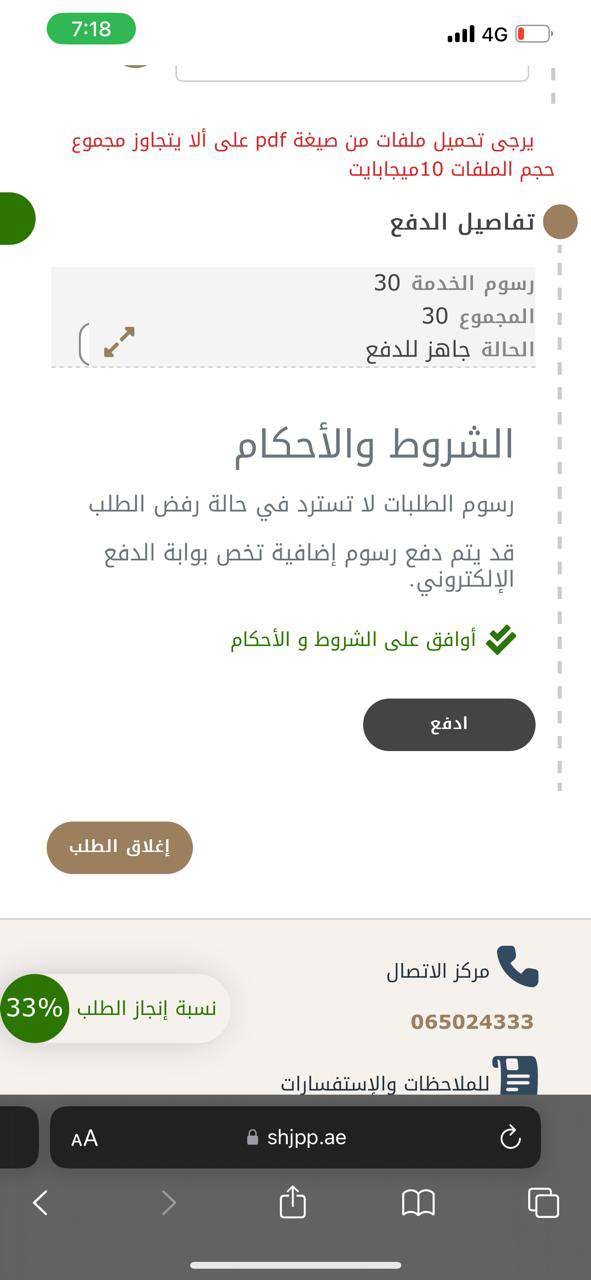 7:18
4G
يرجى تحميل ملفات من صيغة pdf على ألا يتجاوز مجموع
حجم الملفات 10ميجابايت
تفاصيل الدفع
رسوم الخدمة 30
المجموع 30
الحالة جاهز للدفع
الشروط والأحكام
رسوم الطلبات لا تسترد في حالة رفض الطلب
قد يتم دفع رسوم إضافية تخص بوابة الدفع
الإلكتروني.
أوافق على الشروط و الأحكام
ادفع
إغلاق الطلب
مركز الاتصال
065024333
نسبة إنجاز الطلب 33%
للملاحظات والإستفسارات
AA
shjpp.ae